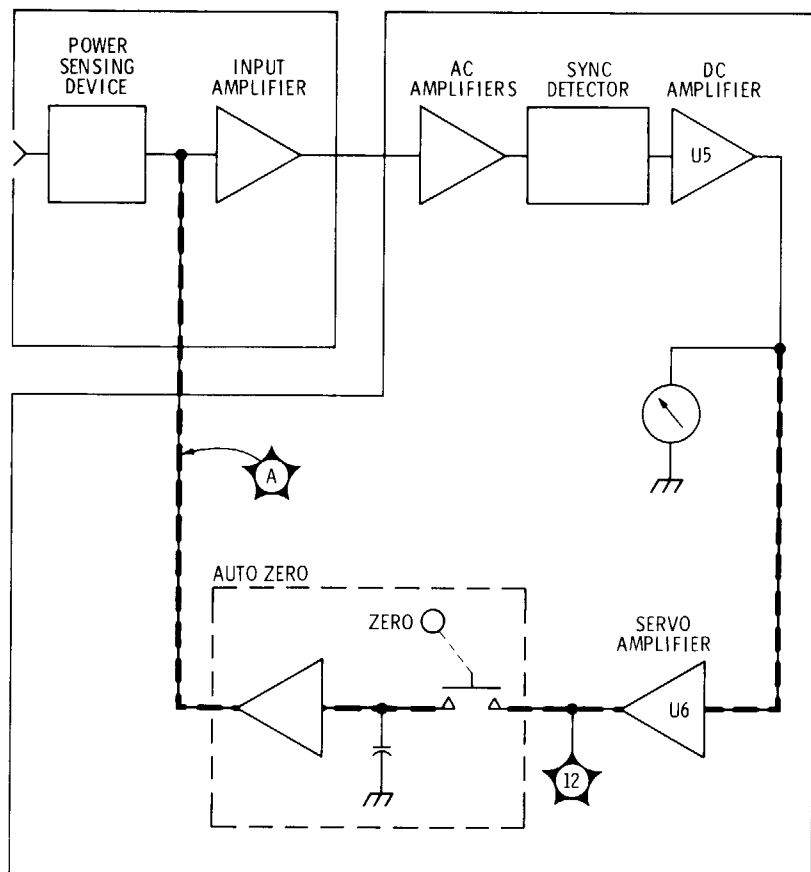 POWER
SENSING
DEVICE
INPUT
AMPLIFIER
AC
AMPLIFIERS
SYNC
DETECTOR
DC
AMPLIFIER
U5
A
AUTO ZERO
ZERO
SERVO
AMPLIFIER
U6
12